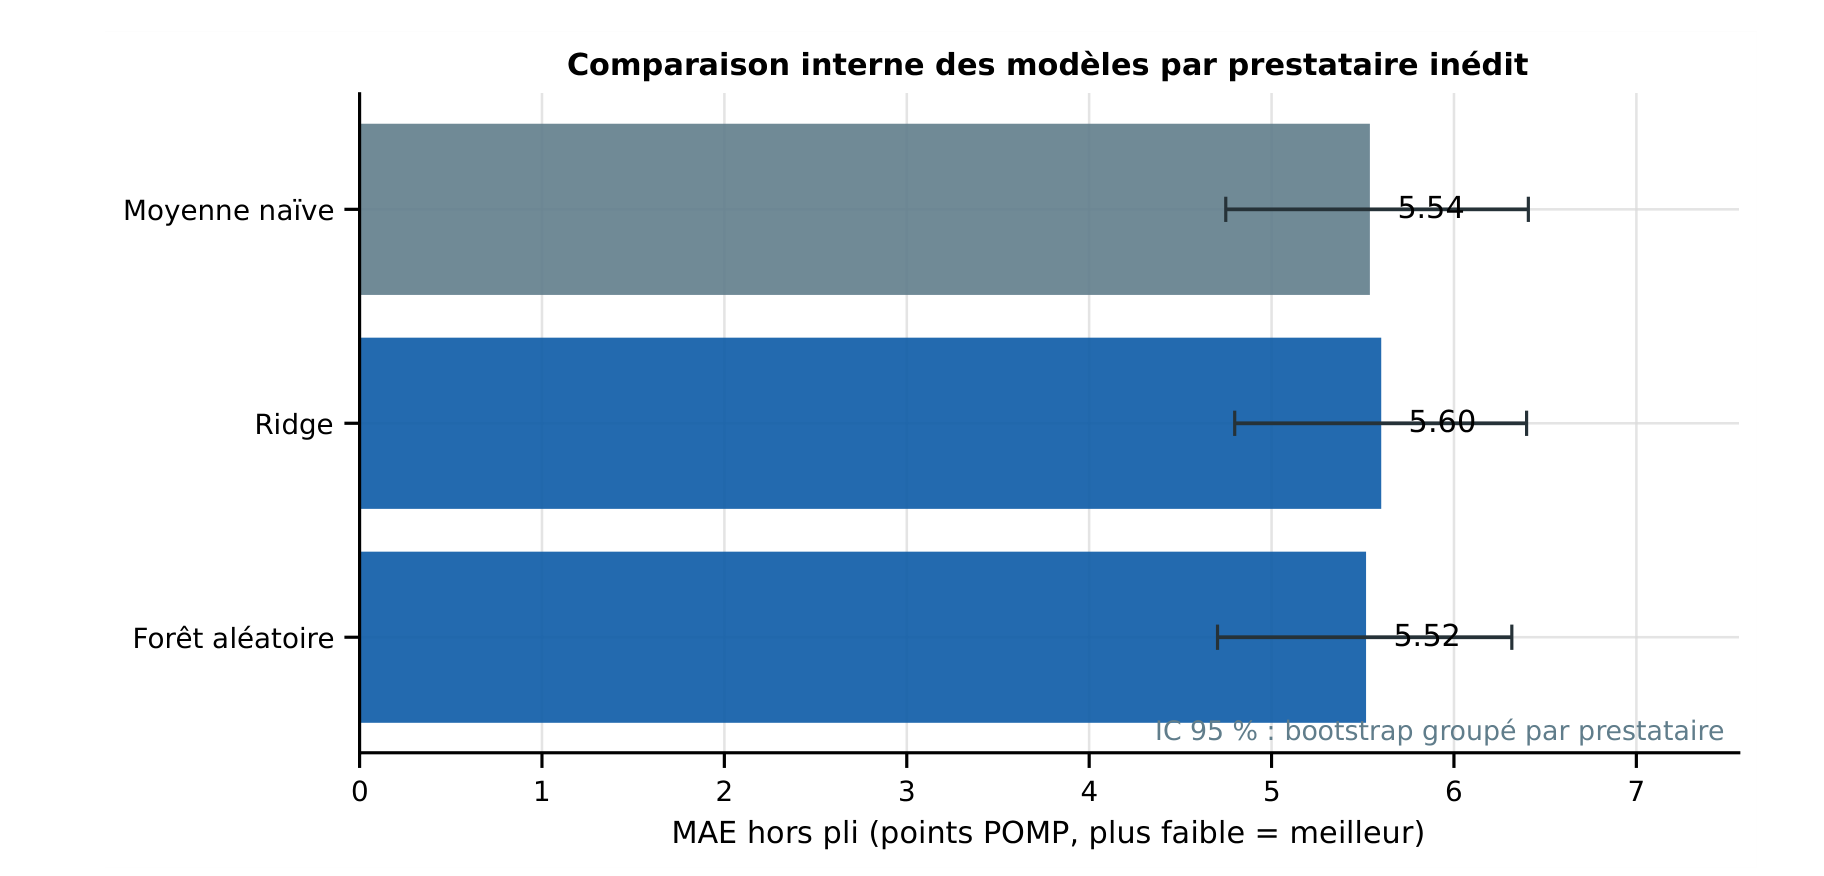 Comparaison interne des modèles par prestataire inédit
Moyenne naïve
5.54
Ridge
5.60
Forêt aléatoire
5.52
IC 95 % : bootstrap groupé par prestataire
0 1 2 3 4 5 6 7
MAE hors pli (points POMP, plus faible = meilleur)